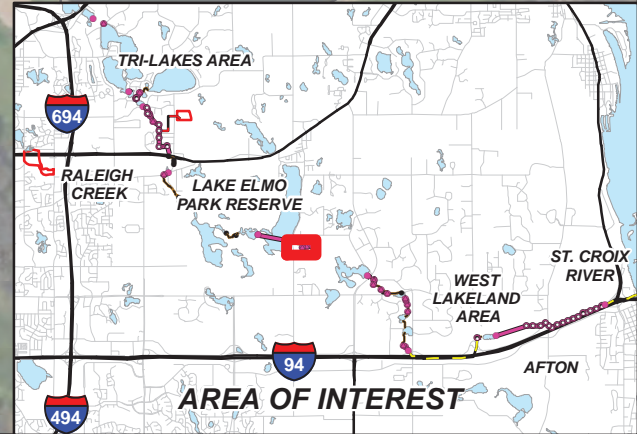 TRI-LAKES AREA
694
RALEIGH
CREEK
LAKE ELMO
PARK RESERVE
ST. CROIX
RIVER
WEST
LAKELAND
AREA
94
AFTON
AREA OF INTEREST
494